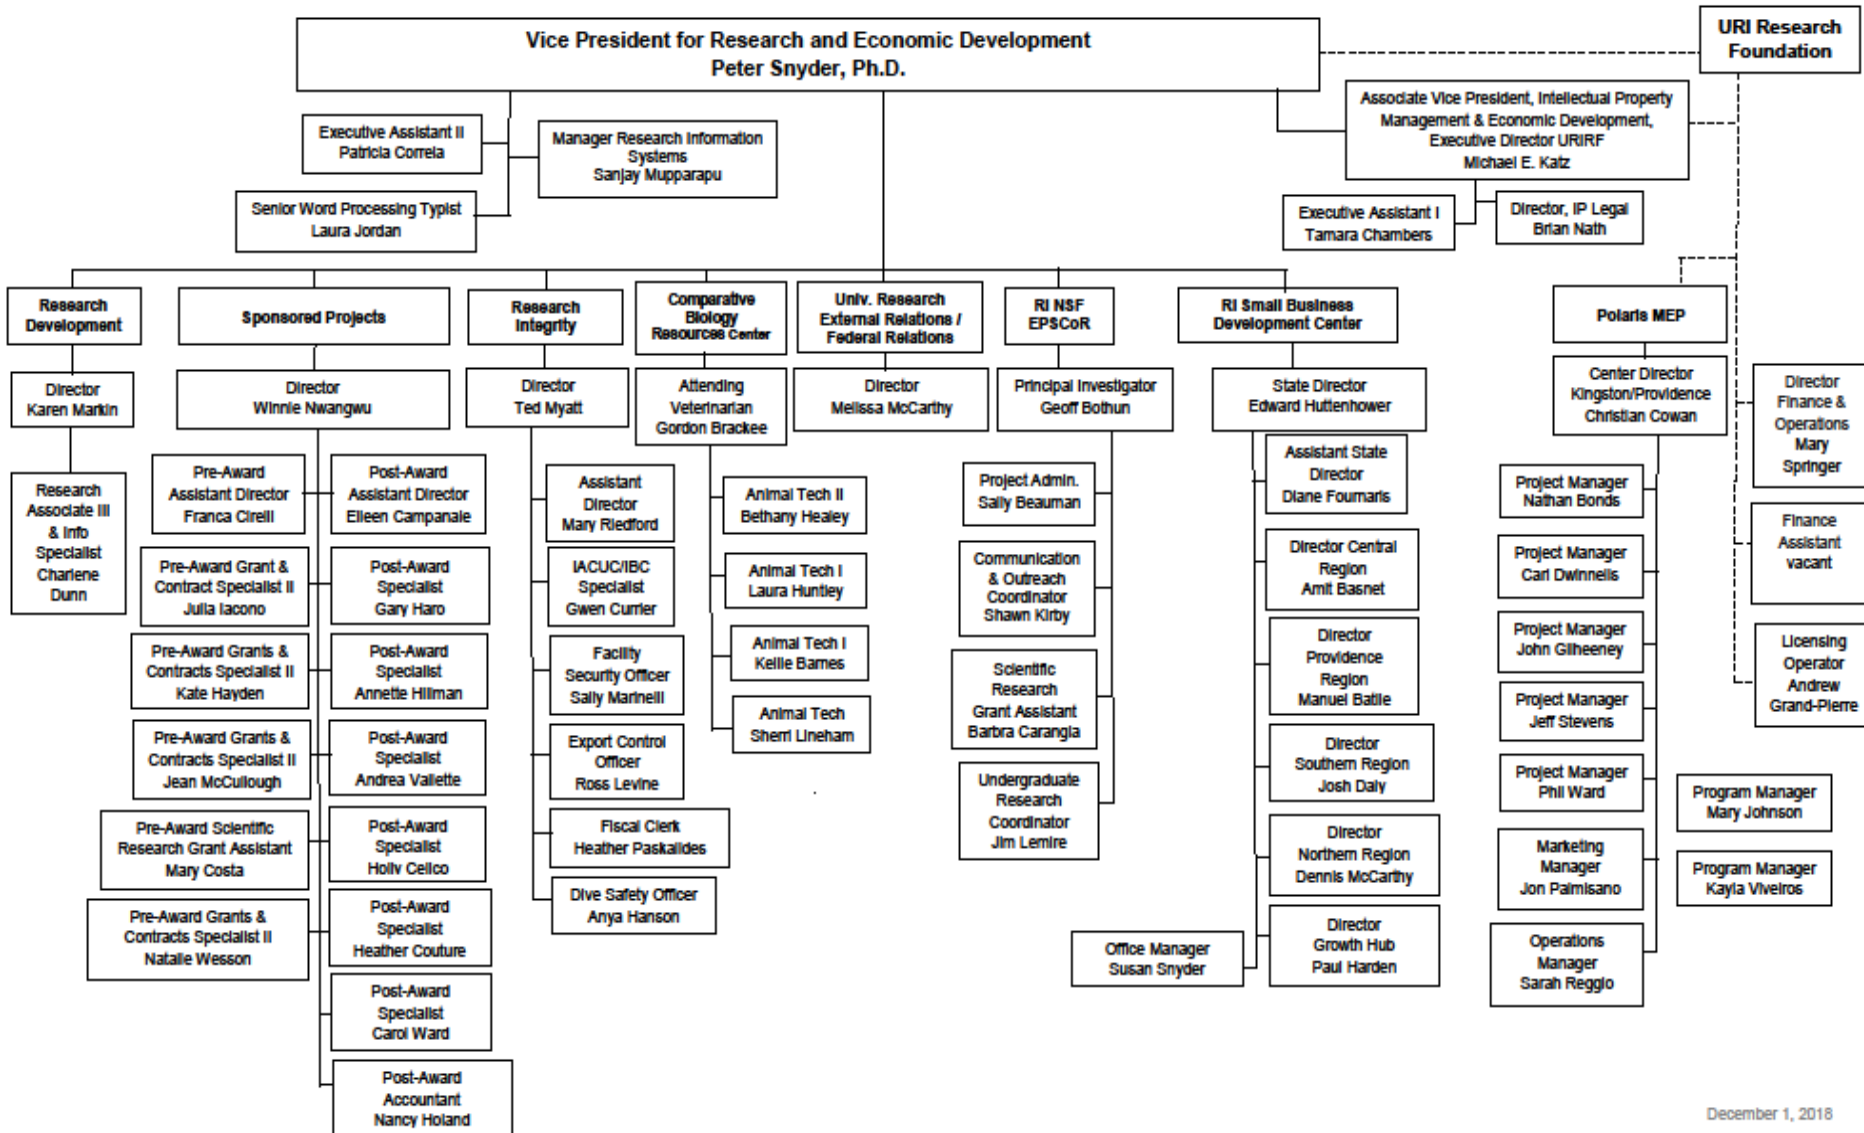 Vice President for Research and Economic Development
Peter Snyder, Ph.D.
URI Research
Foundation
Associate Vice President, Intellectual Property
Management & Economic Development,
Executive Director URIRF
Michael E. Katz
Executive Assistant II
Patricia Correia
Manager Research Information
Systems
Sanjay Mupparapu
Senior Word Processing Typist
Laura Jordan
Executive Assistant I
Tamara Chambers
Director, IP Legal
Brian Nath
Research
Development
Sponsored Projects
Research
Integrity
Comparative
Biology
Resources Center
Univ. Research
External Relations /
Federal Relations
RI NSF
EPSCoR
RI Small Business
Development Center
Polaris MEP
Director
Karen Markin
Director
Winnie Nwangwu
Director
Ted Myatt
Attending
Veterinarian
Gordon Brackee
Director
Melissa McCarthy
Principal Investigator
Geoff Bothun
State Director
Edward Huttenhower
Center Director
Kingston/Providence
Christian Cowan
Director
Finance &
Operations
Mary
Springer
Research
Associate III
& Info
Specialist
Charlene
Dunn
Pre-Award
Assistant Director
Franca Cirelli
Post-Award
Assistant Director
Eileen Campanale
Pre-Award Grant &
Contract Specialist II
Julia Iacono
Post-Award
Specialist
Gary Haro
Pre-Award Grants &
Contracts Specialist II
Kate Hayden
Post-Award
Specialist
Annette Hillman
Pre-Award Grants &
Contracts Specialist II
Jean McCullough
Post-Award
Specialist
Andrea Vallette
Pre-Award Scientific
Research Grant Assistant
Mary Costa
Post-Award
Specialist
Holly Celico
Pre-Award Grants &
Contracts Specialist II
Natalie Wesson
Post-Award
Specialist
Heather Couture
Post-Award
Specialist
Carol Ward
Post-Award
Accountant
Nancy Holand
Assistant
Director
Mary Riedford
IACUC/IBC
Specialist
Gwen Currier
Facility
Security Officer
Sally Marinelli
Export Control
Officer
Ross Levine
Fiscal Clerk
Heather Paskalides
Dive Safety Officer
Anya Hanson
Animal Tech II
Bethany Healey
Animal Tech I
Laura Huntley
Animal Tech I
Kellie Barnes
Animal Tech
Sherri Lineham
Project Admin.
Sally Beauman
Communication
& Outreach
Coordinator
Shawn Kirby
Scientific
Research
Grant Assistant
Barbra Carangia
Undergraduate
Research
Coordinator
Jim Lemire
Assistant State
Director
Diane Fournaris
Director Central
Region
Amit Basnet
Director
Providence
Region
Manuel Batlle
Director
Southern Region
Josh Daly
Director
Northern Region
Dennis McCarthy
Director
Growth Hub
Paul Harden
Office Manager
Susan Snyder
Project Manager
Nathan Bonds
Project Manager
Carl Dwinnells
Project Manager
John Gilheeney
Project Manager
Jeff Stevens
Project Manager
Phil Ward
Marketing
Manager
Jon Palmisano
Operations
Manager
Sarah Reggio
Program Manager
Mary Johnson
Program Manager
Kayla Viveiros
Finance
Assistant
vacant
Licensing
Operator
Andrew
Grand-Pierre
December 1, 2018